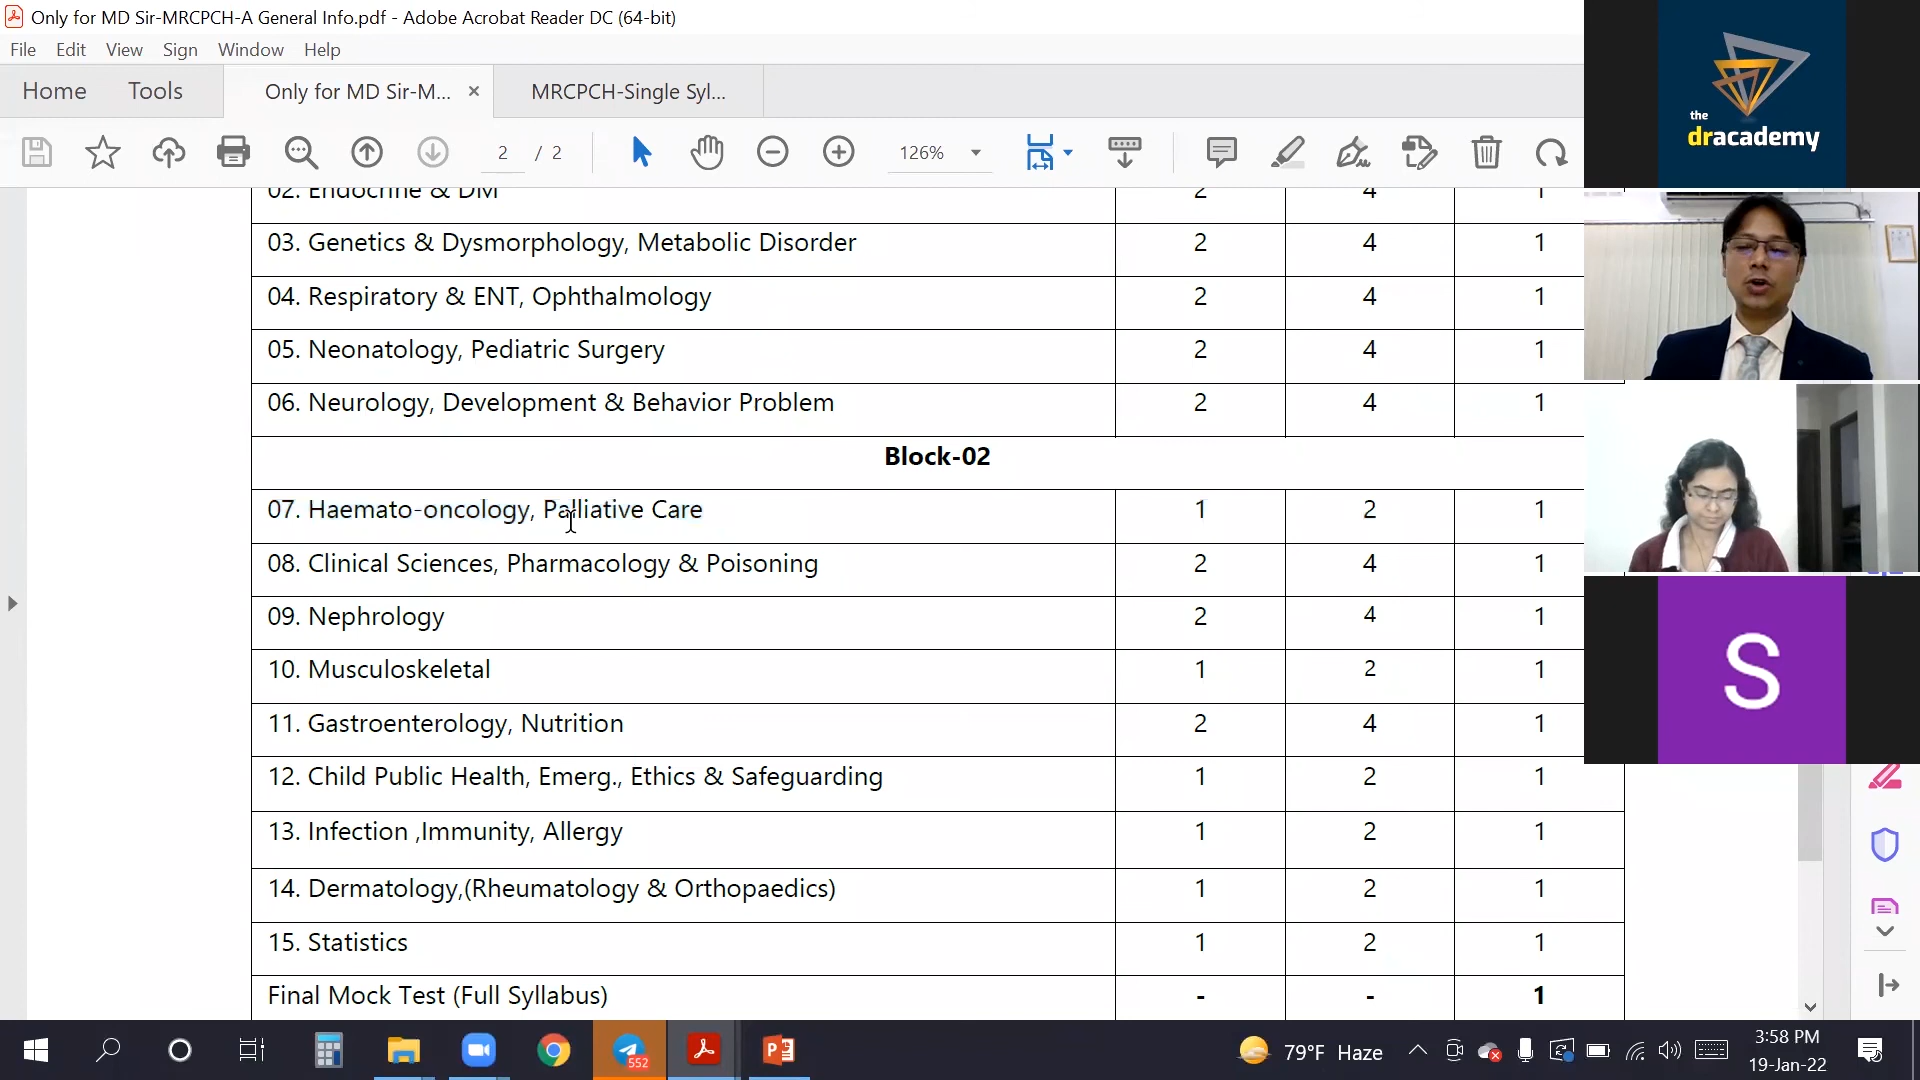 Only for MD Sir-MRCPCH-A General Info.pdf - Adobe Acrobat Reader DC (64-bit)
File Edit View Sign Window Help
Home Tools Only for MD Sir-M... × MRCPCH-Single Syl...
2 / 2 126%
02. Endocrine & DM 2 4 1
03. Genetics & Dysmorphology, Metabolic Disorder 2 4 1
04. Respiratory & ENT, Ophthalmology 2 4 1
05. Neonatology, Pediatric Surgery 2 4 1
06. Neurology, Development & Behavior Problem 2 4 1
Block-02
07. Haemato-oncology, Palliative Care 1 2 1
08. Clinical Sciences, Pharmacology & Poisoning 2 4 1
09. Nephrology 2 4 1
10. Musculoskeletal 1 2 1
11. Gastroenterology, Nutrition 2 4 1
12. Child Public Health, Emerg., Ethics & Safeguarding 1 2 1
13. Infection ,Immunity, Allergy 1 2 1
14. Dermatology,(Rheumatology & Orthopaedics) 1 2 1
15. Statistics 1 2 1
Final Mock Test (Full Syllabus) - - 1
the
dracademy
S
552
79°F Haze
3:58 PM
19-Jan-22